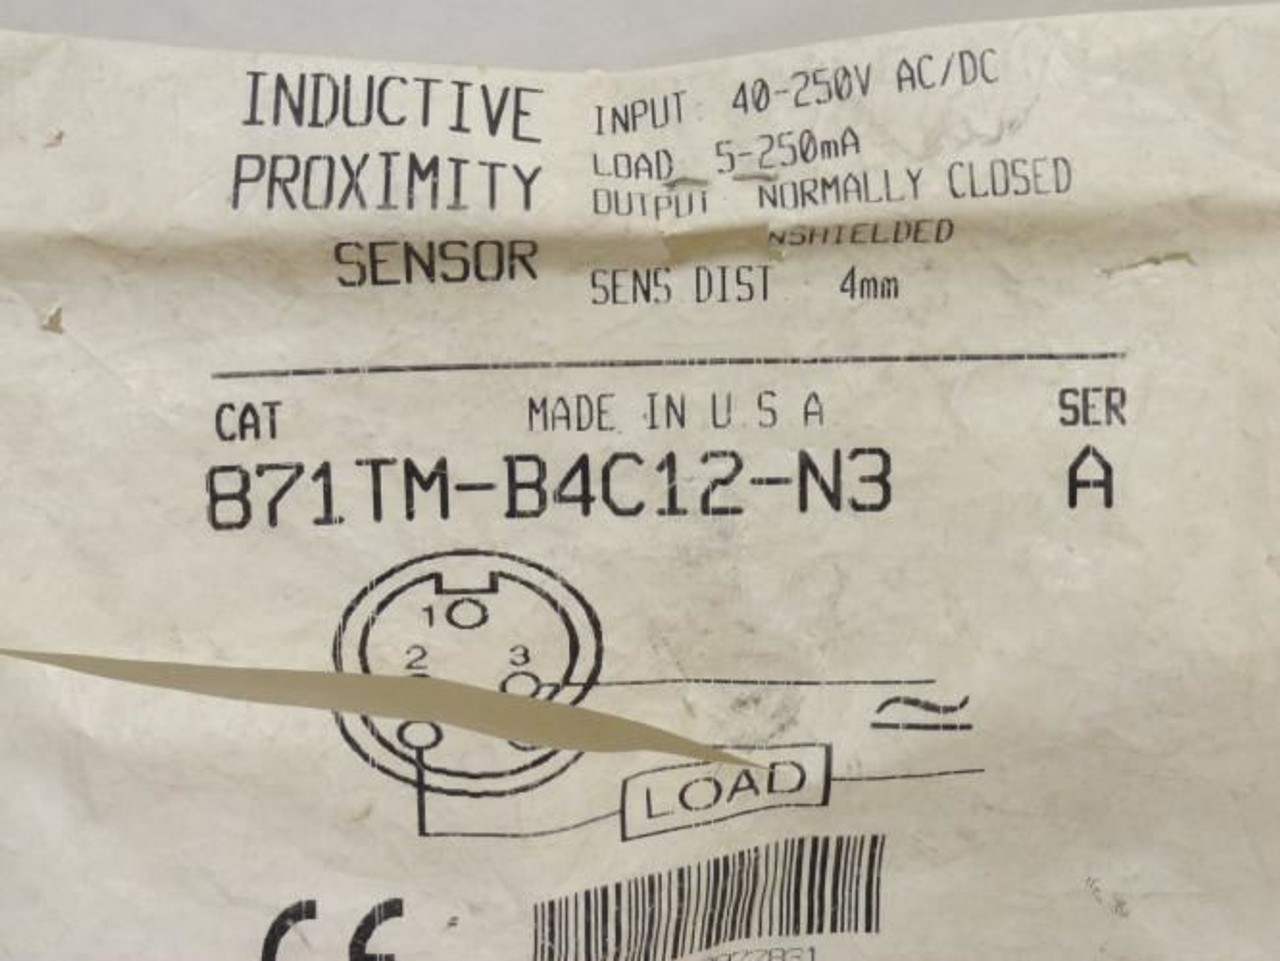 INDUCTIVE
PROXIMITY
SENSOR
INPUT: 40-250V AC/DC
LOAD 5-250mA
OUTPUT NORMALLY CLOSED
NSHIELDED
SENS DIST 4mm
CAT
MADE IN U.S.A
SER
871TM-B4C12-N3
A
1
2 3
LOAD
CE